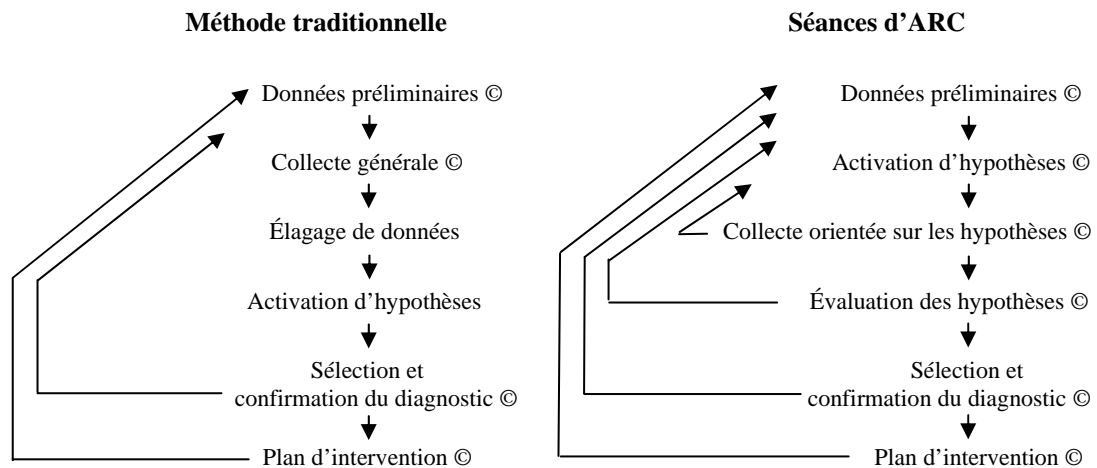 Méthode traditionnelle
Données préliminaires ©
Collecte générale ©
Élagage de données
Activation d’hypothèses
Sélection et
confirmation du diagnostic ©
Plan d’intervention ©
Séances d’ARC
Données préliminaires ©
Activation d’hypothèses ©
Collecte orientée sur les hypothèses ©
Évaluation des hypothèses ©
Sélection et
confirmation du diagnostic ©
Plan d’intervention ©